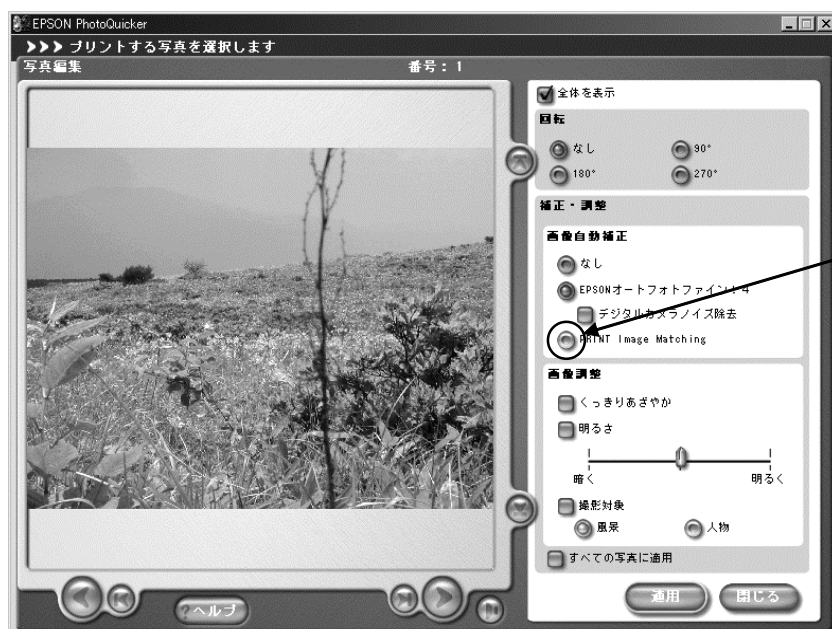 EPSON PhotoQuicker
>>> プリントする写真を選択します
写真編集
番号：1
全体を表示
回転
なし
90°
180°
270°
補正・調整
画像自動補正
なし
EPSONオートフォトファイン！4
デジタルカメラノイズ除去
PRINT Image Matching
画像調整
くっきりあざやか
明るさ
暗く
明るく
撮影対象
風景
人物
すべての写真に適用
?ヘルプ
適用
閉じる